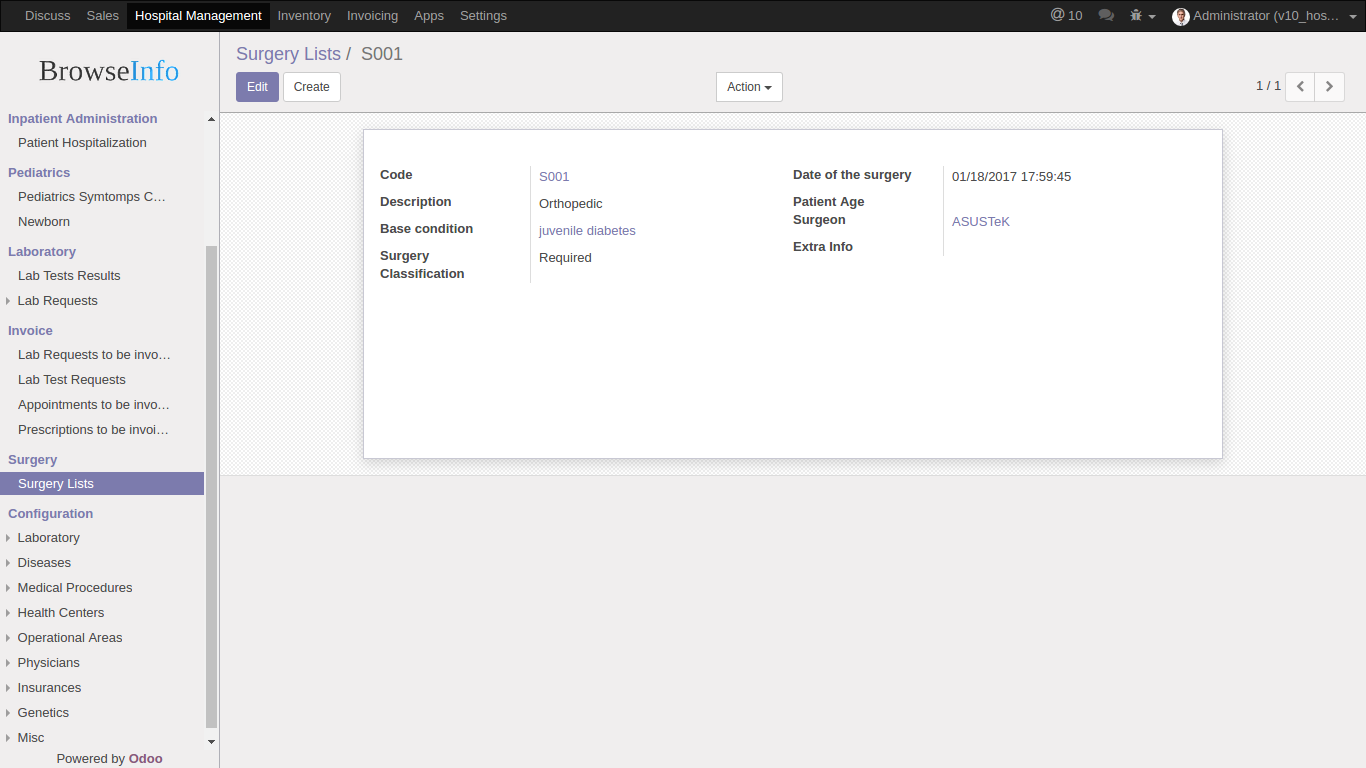 Discuss Sales Hospital Management Inventory Invoicing Apps Settings @ 10 Administrator (v10_hos...
BrowseInfo
Surgery Lists / S001
Edit Create Action 1 / 1
Inpatient Administration
Patient Hospitalization
Pediatrics
Pediatrics Symtomps C...
Newborn
Laboratory
Lab Tests Results
Lab Requests
Invoice
Lab Requests to be invo...
Lab Test Requests
Appointments to be invo...
Prescriptions to be invoi...
Surgery
Surgery Lists
Configuration
Laboratory
Diseases
Medical Procedures
Health Centers
Operational Areas
Physicians
Insurances
Genetics
Misc
Powered by Odoo
Code S001
Description Orthopedic
Base condition juvenile diabetes
Surgery Required
Classification
Date of the surgery 01/18/2017 17:59:45
Patient Age
Surgeon ASUSTeK
Extra Info